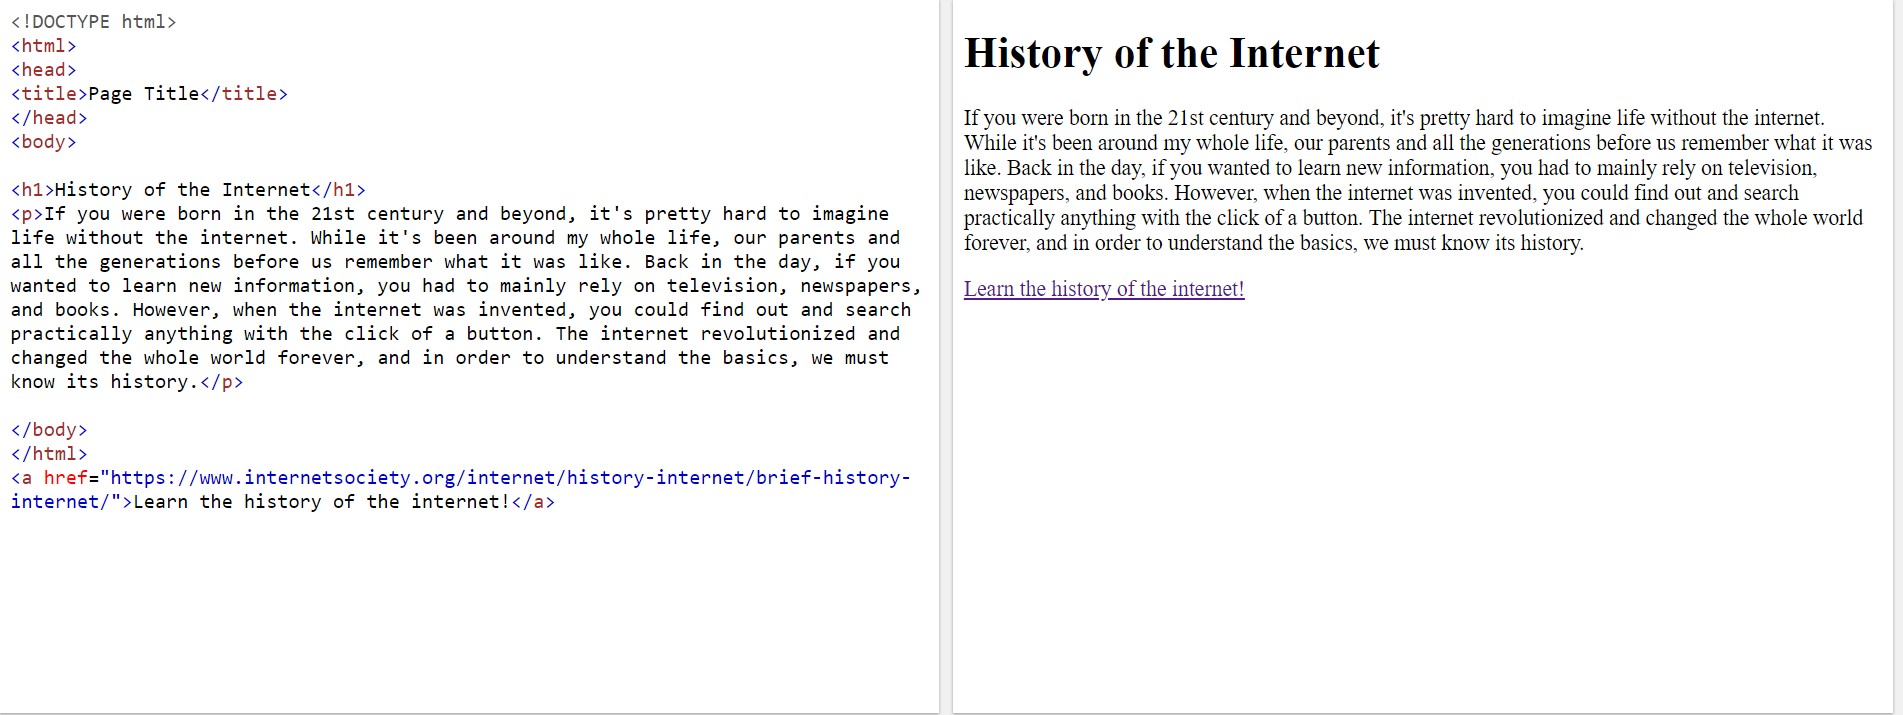 <!DOCTYPE html>
<html>
<head>
<title>Page Title</title>
</head>
<body>
<h1>History of the Internet</h1>
<p>If you were born in the 21st century and beyond, it's pretty hard to imagine
life without the internet. While it's been around my whole life, our parents and
all the generations before us remember what it was like. Back in the day, if you
wanted to learn new information, you had to mainly rely on television, newspapers,
and books. However, when the internet was invented, you could find out and search
practically anything with the click of a button. The internet revolutionized and
changed the whole world forever, and in order to understand the basics, we must
know its history.</p>
</body>
</html>
<a href="https://www.internetsociety.org/internet/history-internet/brief-history-
internet/">Learn the history of the internet!</a>
History of the Internet
If you were born in the 21st century and beyond, it's pretty hard to imagine life without the internet.
While it's been around my whole life, our parents and all the generations before us remember what it was
like. Back in the day, if you wanted to learn new information, you had to mainly rely on television,
newspapers, and books. However, when the internet was invented, you could find out and search
practically anything with the click of a button. The internet revolutionized and changed the whole world
forever, and in order to understand the basics, we must know its history.
Learn the history of the internet!